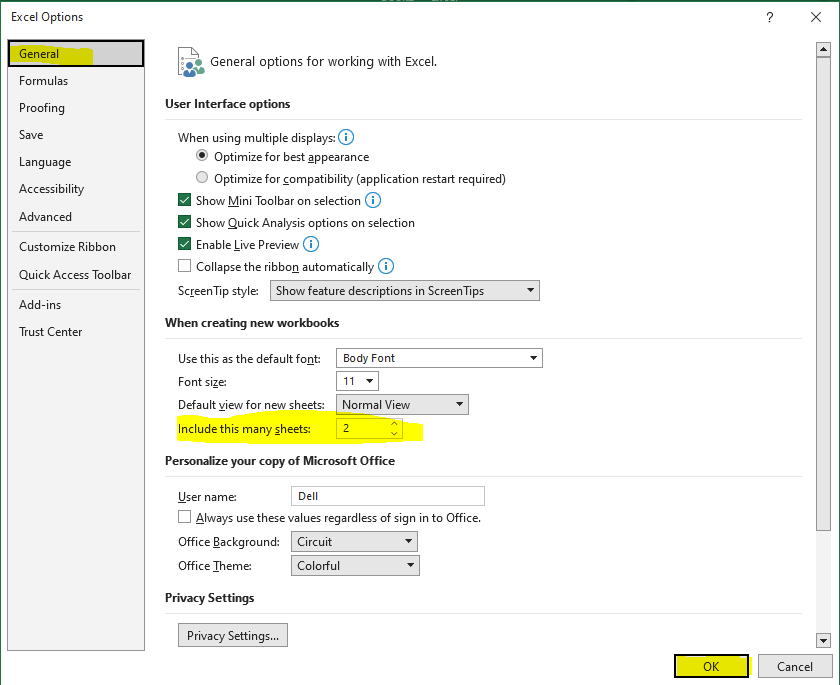 Excel Options
?
General
Formulas
Proofing
Save
Language
Accessibility
Advanced
Customize Ribbon
Quick Access Toolbar
Add-ins
Trust Center
General options for working with Excel.
User Interface options
When using multiple displays:
Optimize for best appearance
Optimize for compatibility (application restart required)
Show Mini Toolbar on selection
Show Quick Analysis options on selection
Enable Live Preview
Collapse the ribbon automatically
ScreenTip style: Show feature descriptions in ScreenTips
When creating new workbooks
Use this as the default font: Body Font
Font size: 11
Default view for new sheets: Normal View
Include this many sheets: 2
Personalize your copy of Microsoft Office
User name: Dell
Always use these values regardless of sign in to Office.
Office Background: Circuit
Office Theme: Colorful
Privacy Settings
Privacy Settings...
OK Cancel